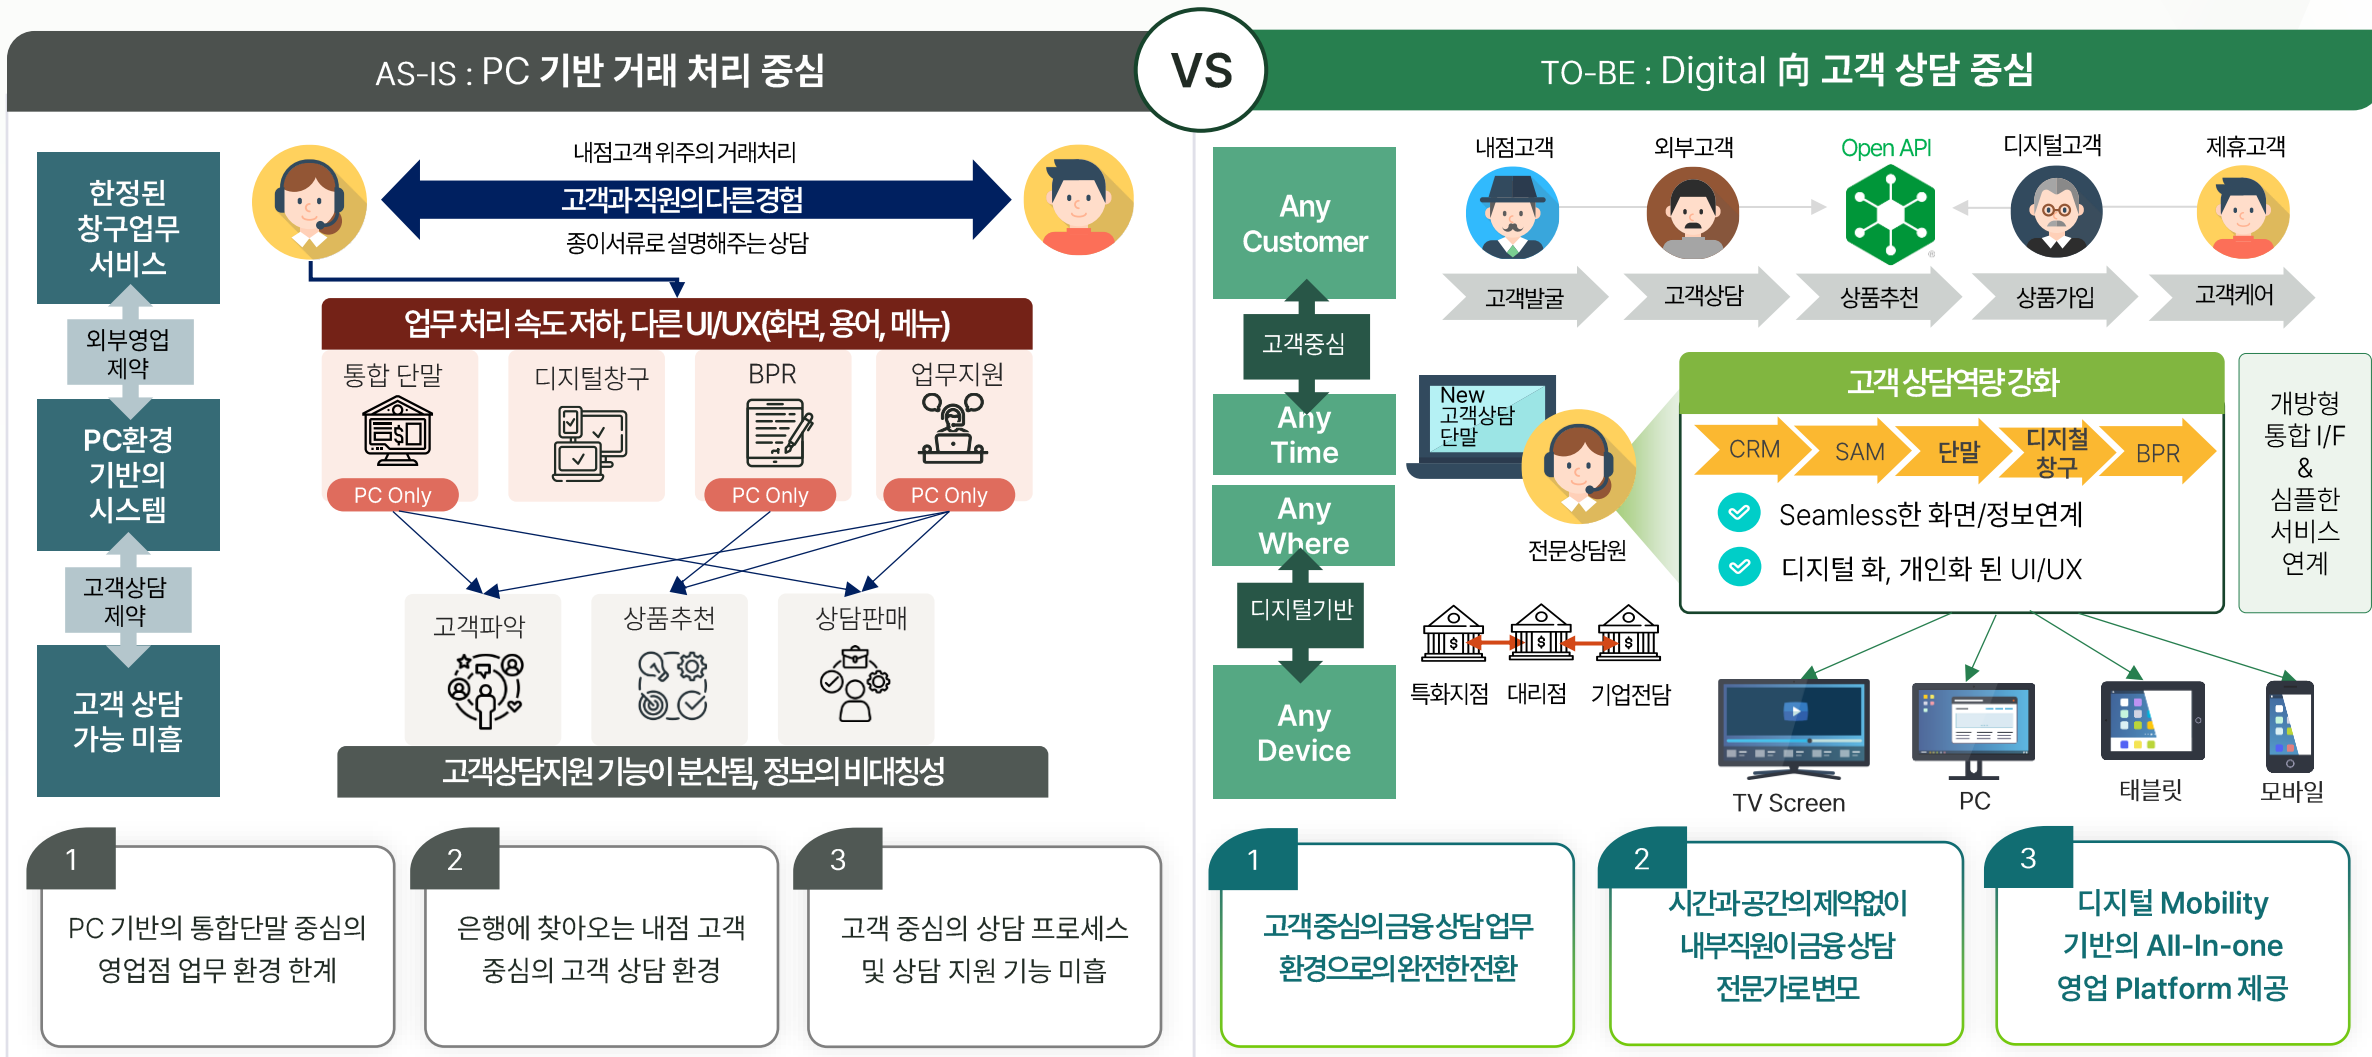 AS-IS : PC 기반 거래 처리 중심
VS
TO-BE : Digital 向 고객 상담 중심
한정된
창구업무
서비스
외부영업
제약
PC환경
기반의
시스템
고객상담
제약
고객 상담
가능 미흡
내점고객 위주의 거래처리
고객과 직원의 다른 경험
종이서류로 설명해주는 상담
업무 처리 속도 저하, 다른 UI/UX(화면, 용어, 메뉴)
통합 단말
디지털창구
BPR
업무지원
PC Only
PC Only
PC Only
고객파악
상품추천
상담판매
고객상담지원 기능이 분산됨, 정보의 비대칭성
1
PC 기반의 통합단말 중심의
영업점 업무 환경 한계
2
은행에 찾아오는 내점 고객
중심의 고객 상담 환경
3
고객 중심의 상담 프로세스
및 상담 지원 기능 미흡
Any
Customer
고객중심
Any
Time
Any
Where
디지털기반
Any
Device
내점고객
외부고객
Open API
디지털고객
제휴고객
®
고객발굴
고객상담
상품추천
상품가입
고객케어
New
고객상담
단말
전문상담원
고객 상담역량 강화
CRM
SAM
단말
디지철
창구
BPR
Seamless한 화면/정보연계
디지털 화, 개인화 된 UI/UX
개방형
통합 I/F
&
심플한
서비스
연계
특화지점
대리점
기업전담
TV Screen
PC
태블릿
모바일
1
고객 중심의 금융 상담 업무
환경으로의 완전한 전환
2
시간과 공간의 제약없이
내부직원이 금융 상담
전문가로 변모
3
디지털 Mobility
기반의 All-In-one
영업 Platform 제공